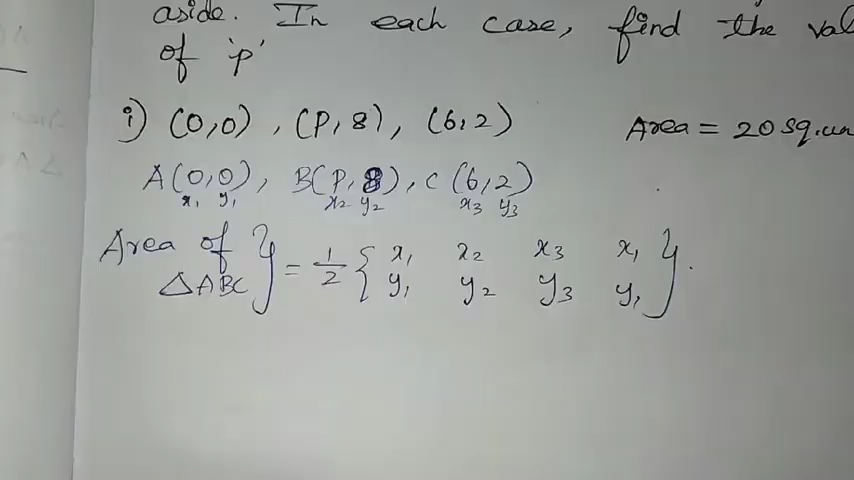 aside. In each case, find the
of 'p'
i) (0,0), (P,8), (6,2) Area = 20 sq.un
A(0,0), B(P,8), C(6,2)
x₁ y₁ x₂ y₂ x₃ y₃
Area of
ΔABC } = 1/2 { x₁ x₂ x₃ x₁
y₁ y₂ y₃ y₁ }.